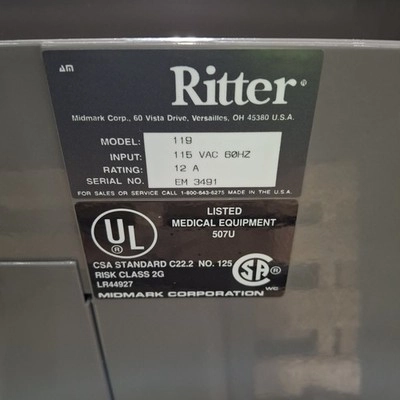 Ritter®
Midmark Corp., 60 Vista Drive, Versailles, OH 45380 U.S.A.
MODEL: 119
INPUT: 115 VAC 60HZ
RATING: 12 A
SERIAL NO. EM 3491
FOR SALES OR SERVICE CALL 1-800-643-6275 MADE IN THE U.S.A.
UL ®
LISTED
MEDICAL EQUIPMENT
507U
CSA STANDARD C22.2 NO. 125
RISK CLASS 2G
LR44927
SA ®
MIDMARK CORPORATION